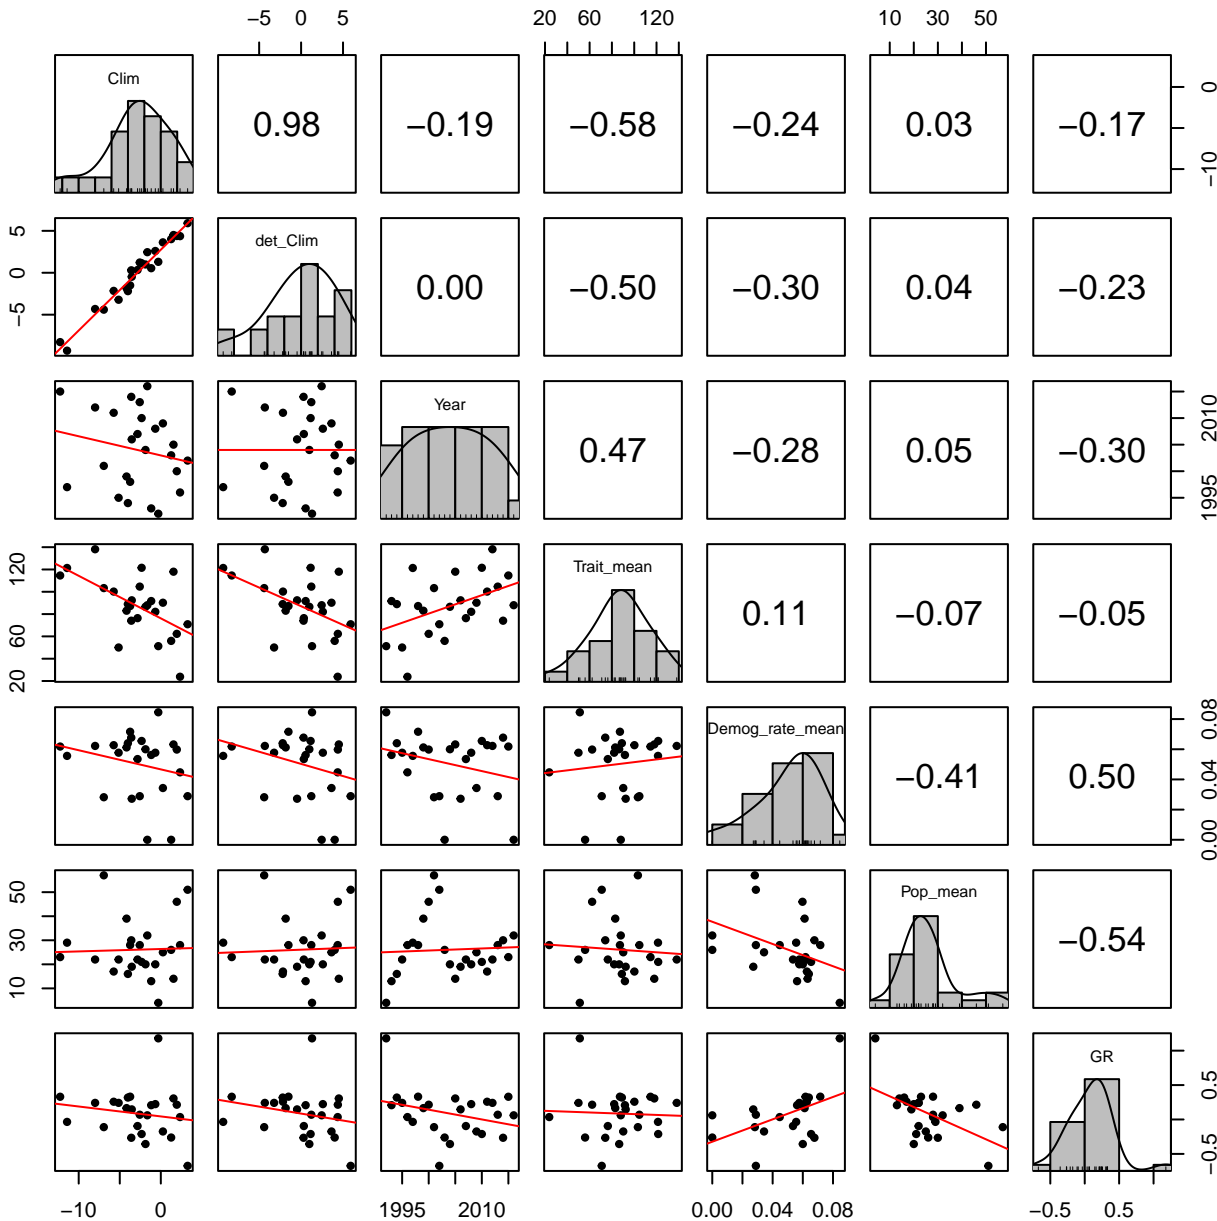 −5 0 5 20 60 120 10 30 50
Clim 0.98 −0.19 −0.58 −0.24 0.03 −0.17 −10 0
−5 0 5 det_Clim 0.00 −0.50 −0.30 0.04 −0.23
Year 0.47 −0.28 0.05 −0.30 1995 2010
20 60 120 Trait_mean 0.11 −0.07 −0.05
Demog_rate_mean −0.41 0.50 0.00 0.04 0.08
10 30 50 Pop_mean −0.54
GR −0.5 0.5
−10 0 1995 2010 0.00 0.04 0.08 −0.5 0.5